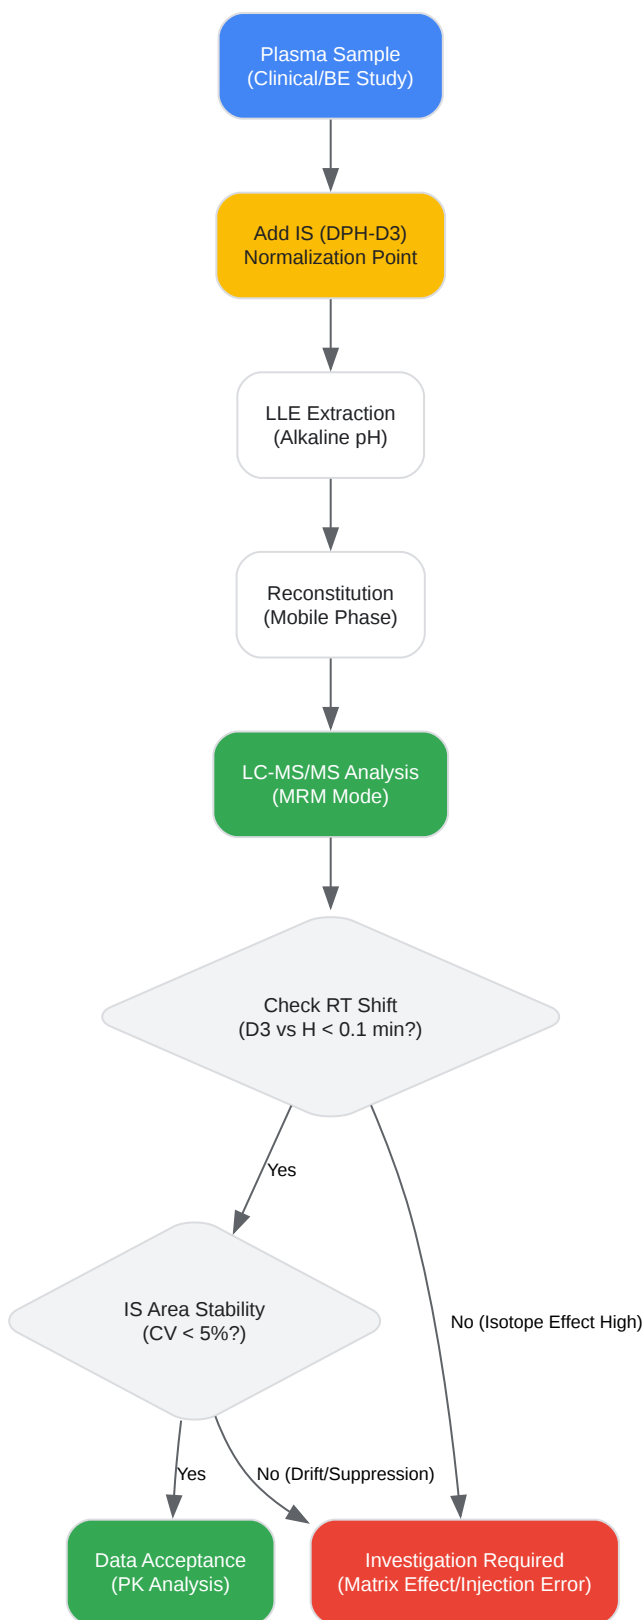 Plasma Sample
(Clinical/BE Study)
Add IS (DPH-D3)
Normalization Point
LLE Extraction
(Alkaline pH)
Reconstitution
(Mobile Phase)
LC-MS/MS Analysis
(MRM Mode)
Check RT Shift
(D3 vs H < 0.1 min?)
Yes
IS Area Stability
(CV < 5%?)
No (Isotope Effect High)
Yes
No (Drift/Suppression)
Data Acceptance
(PK Analysis)
Investigation Required
(Matrix Effect/Injection Error)